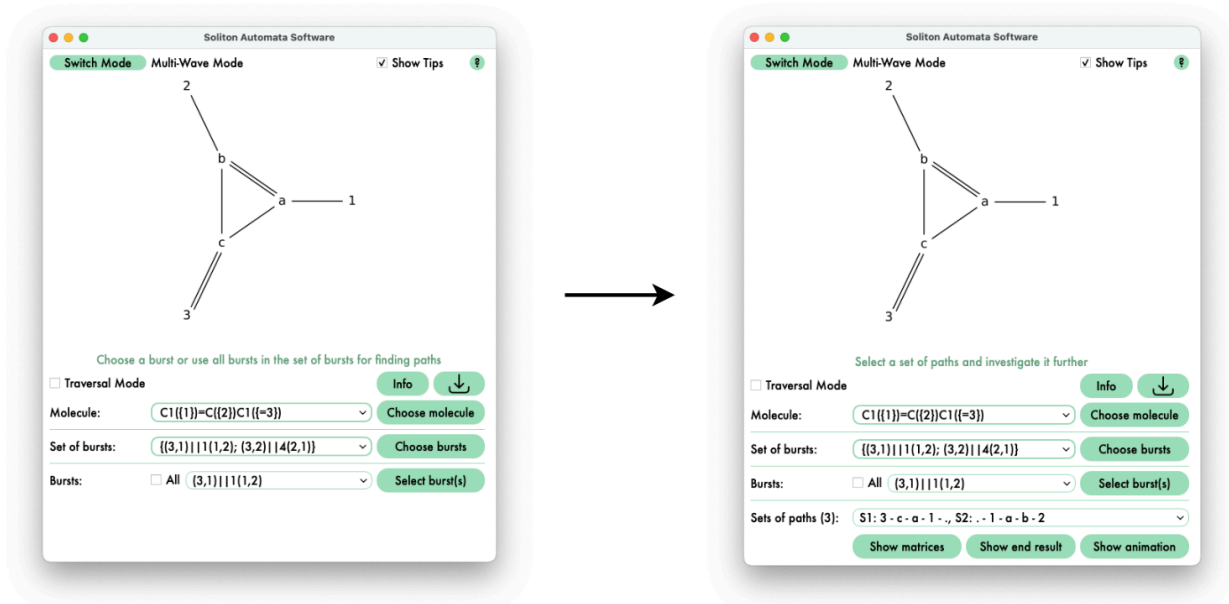 Soliton Automata Software
Switch Mode Multi-Wave Mode Show Tips ?
2
b
a
1
c
3
Choose a burst or use all bursts in the set of bursts for finding paths
Traversal Mode Info
Molecule: C1({1})=C({2})C1({=3}) Choose molecule
Set of bursts: {(3,1)||1(1,2); (3,2)||4(2,1)} Choose bursts
Bursts: All (3,1)||1(1,2) Select burst(s)
Soliton Automata Software
Switch Mode Multi-Wave Mode Show Tips ?
2
b
a
1
c
3
Select a set of paths and investigate it further
Traversal Mode Info
Molecule: C1({1})=C({2})C1({=3}) Choose molecule
Set of bursts: {(3,1)||1(1,2); (3,2)||4(2,1)} Choose bursts
Bursts: All (3,1)||1(1,2) Select burst(s)
Sets of paths (3): S1: 3 - c - a - 1 - ., S2: . - 1 - a - b - 2
Show matrices Show end result Show animation